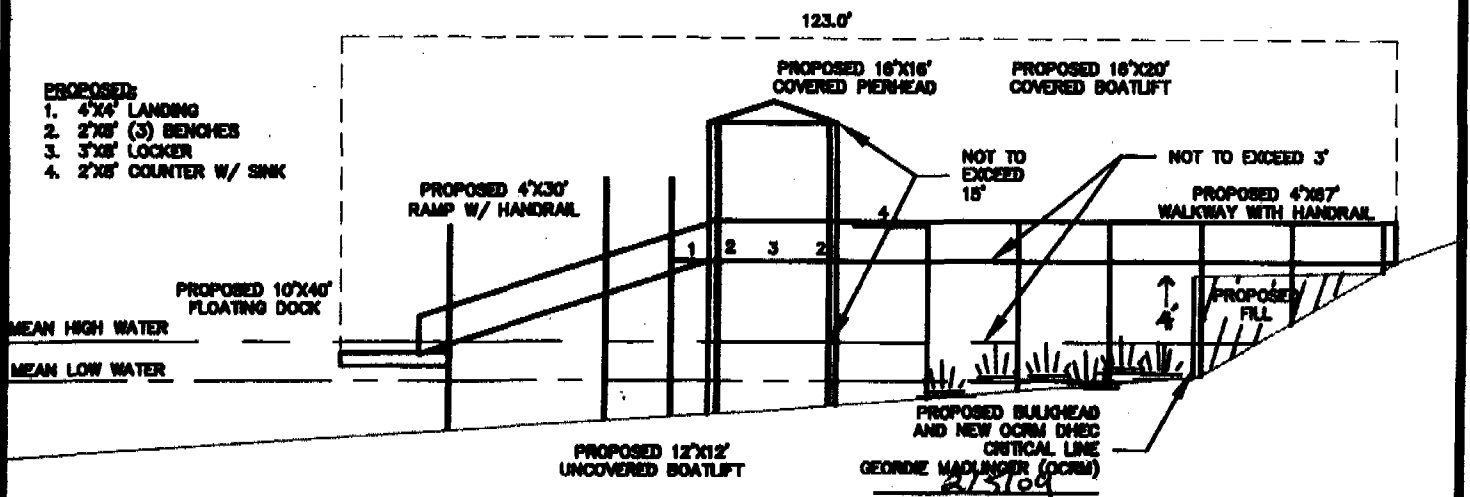 123.0'
PROPOSED:
1. 4'X4' LANDING
2. 2'X8' (3) BENCHES
3. 3'X8' LOCKER
4. 2'X8' COUNTER W/ SINK
PROPOSED 16'X16'
COVERED PIERHEAD
PROPOSED 16'X20'
COVERED BOATLIFT
NOT TO
EXCEED
15'
NOT TO EXCEED 3'
PROPOSED 4'X30'
RAMP W/ HANDRAIL
PROPOSED 4'X67'
WALKWAY WITH HANDRAIL
4
1 2 3 2
PROPOSED 10'X40'
FLOATING DOCK
4'
PROPOSED
FILL
MEAN HIGH WATER
MEAN LOW WATER
PROPOSED BULKHEAD
AND NEW OCRM DHEC
CRITICAL LINE
GEORDIE MADLINGER (OCRM)
2/5/09
PROPOSED 12'X12'
UNCOVERED BOATLIFT